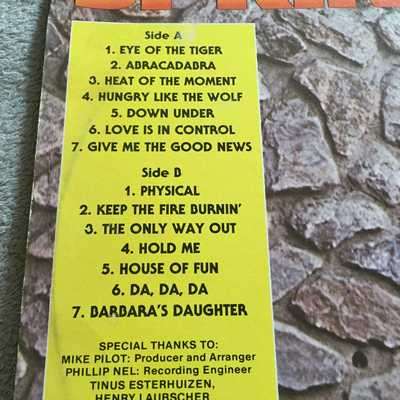 Side A
1. EYE OF THE TIGER
2. ABRACADABRA
3. HEAT OF THE MOMENT
4. HUNGRY LIKE THE WOLF
5. DOWN UNDER
6. LOVE IS IN CONTROL
7. GIVE ME THE GOOD NEWS
Side B
1. PHYSICAL
2. KEEP THE FIRE BURNIN'
3. THE ONLY WAY OUT
4. HOLD ME
5. HOUSE OF FUN
6. DA, DA, DA
7. BARBARA'S DAUGHTER
SPECIAL THANKS TO:
MIKE PILOT: Producer and Arranger
PHILLIP NEL: Recording Engineer
TINUS ESTERHUIZEN,
HENRY LAUBSCHER